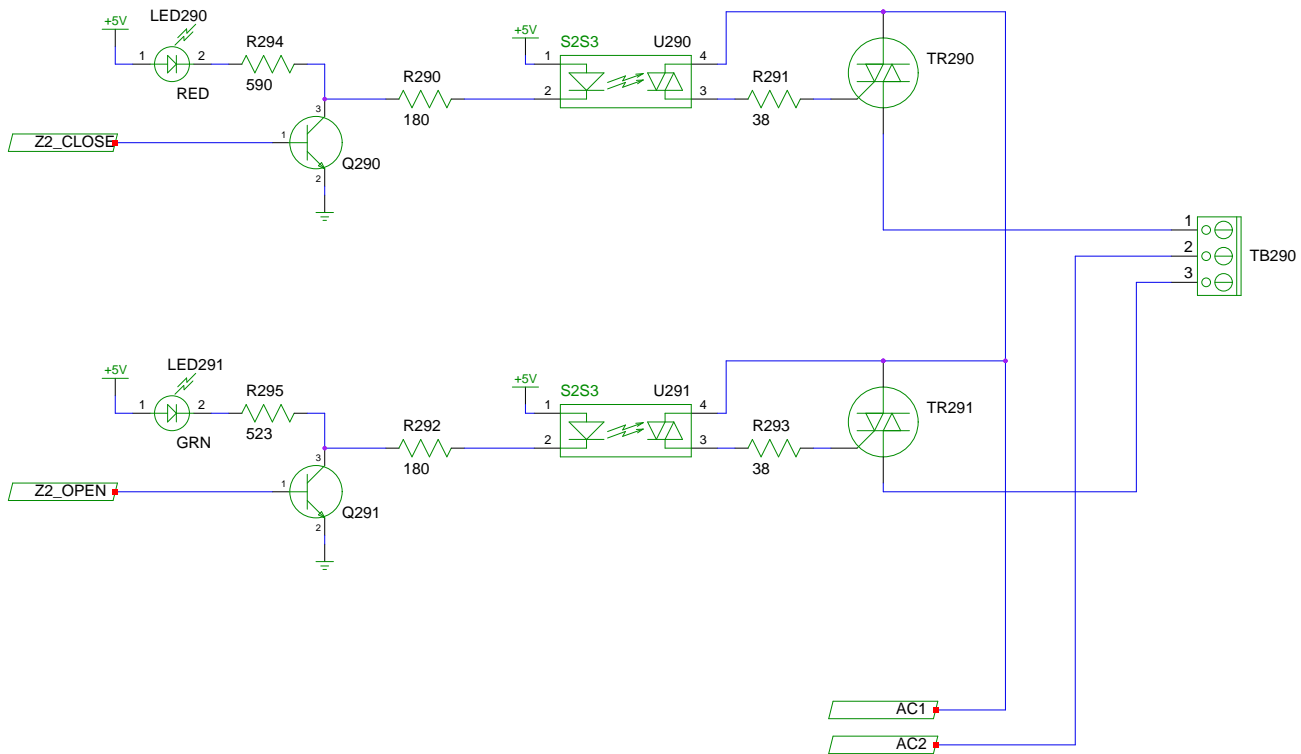 +5V
LED290
1
2
RED
R294
590
Z2_CLOSE
1
3
2
Q290
R290
180
+5V
S2S3
U290
1
2
4
3
R291
38
TR290
1
2
3
TB290
+5V
LED291
1
2
GRN
R295
523
Z2_OPEN
1
3
2
Q291
R292
180
+5V
S2S3
U291
1
2
4
3
R293
38
TR291
AC1
AC2